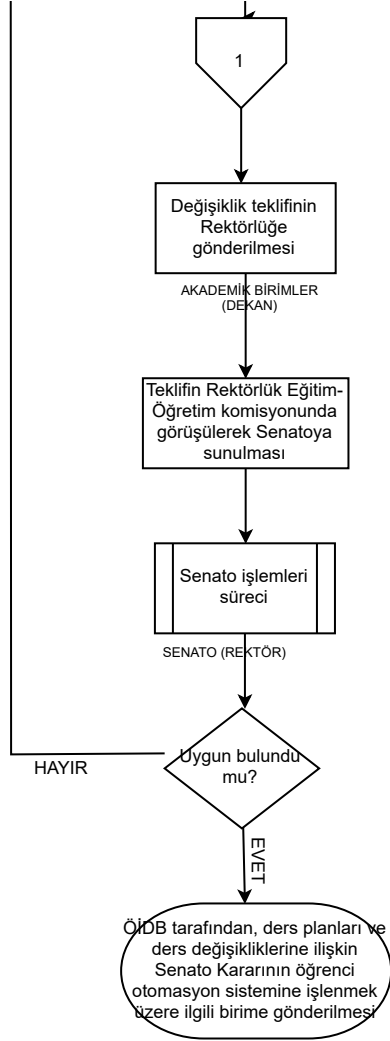 1
Değişiklik teklifinin
Rektörlüğe
gönderilmesi
AKADEMİK BİRİMLER
(DEKAN)
Teklifin Rektörlük Eğitim-
Öğretim komisyonunda
görüşülerek Senatoya
sunulması
Senato işlemleri
süreci
SENATO (REKTÖR)
Uygun bulundu
mu?
HAYIR
EVET
ÖİDB tarafından, ders planları ve
ders değişikliklerine ilişkin
Senato Kararının öğrenci
otomasyon sistemine işlenmek
üzere ilgili birime gönderilmesi